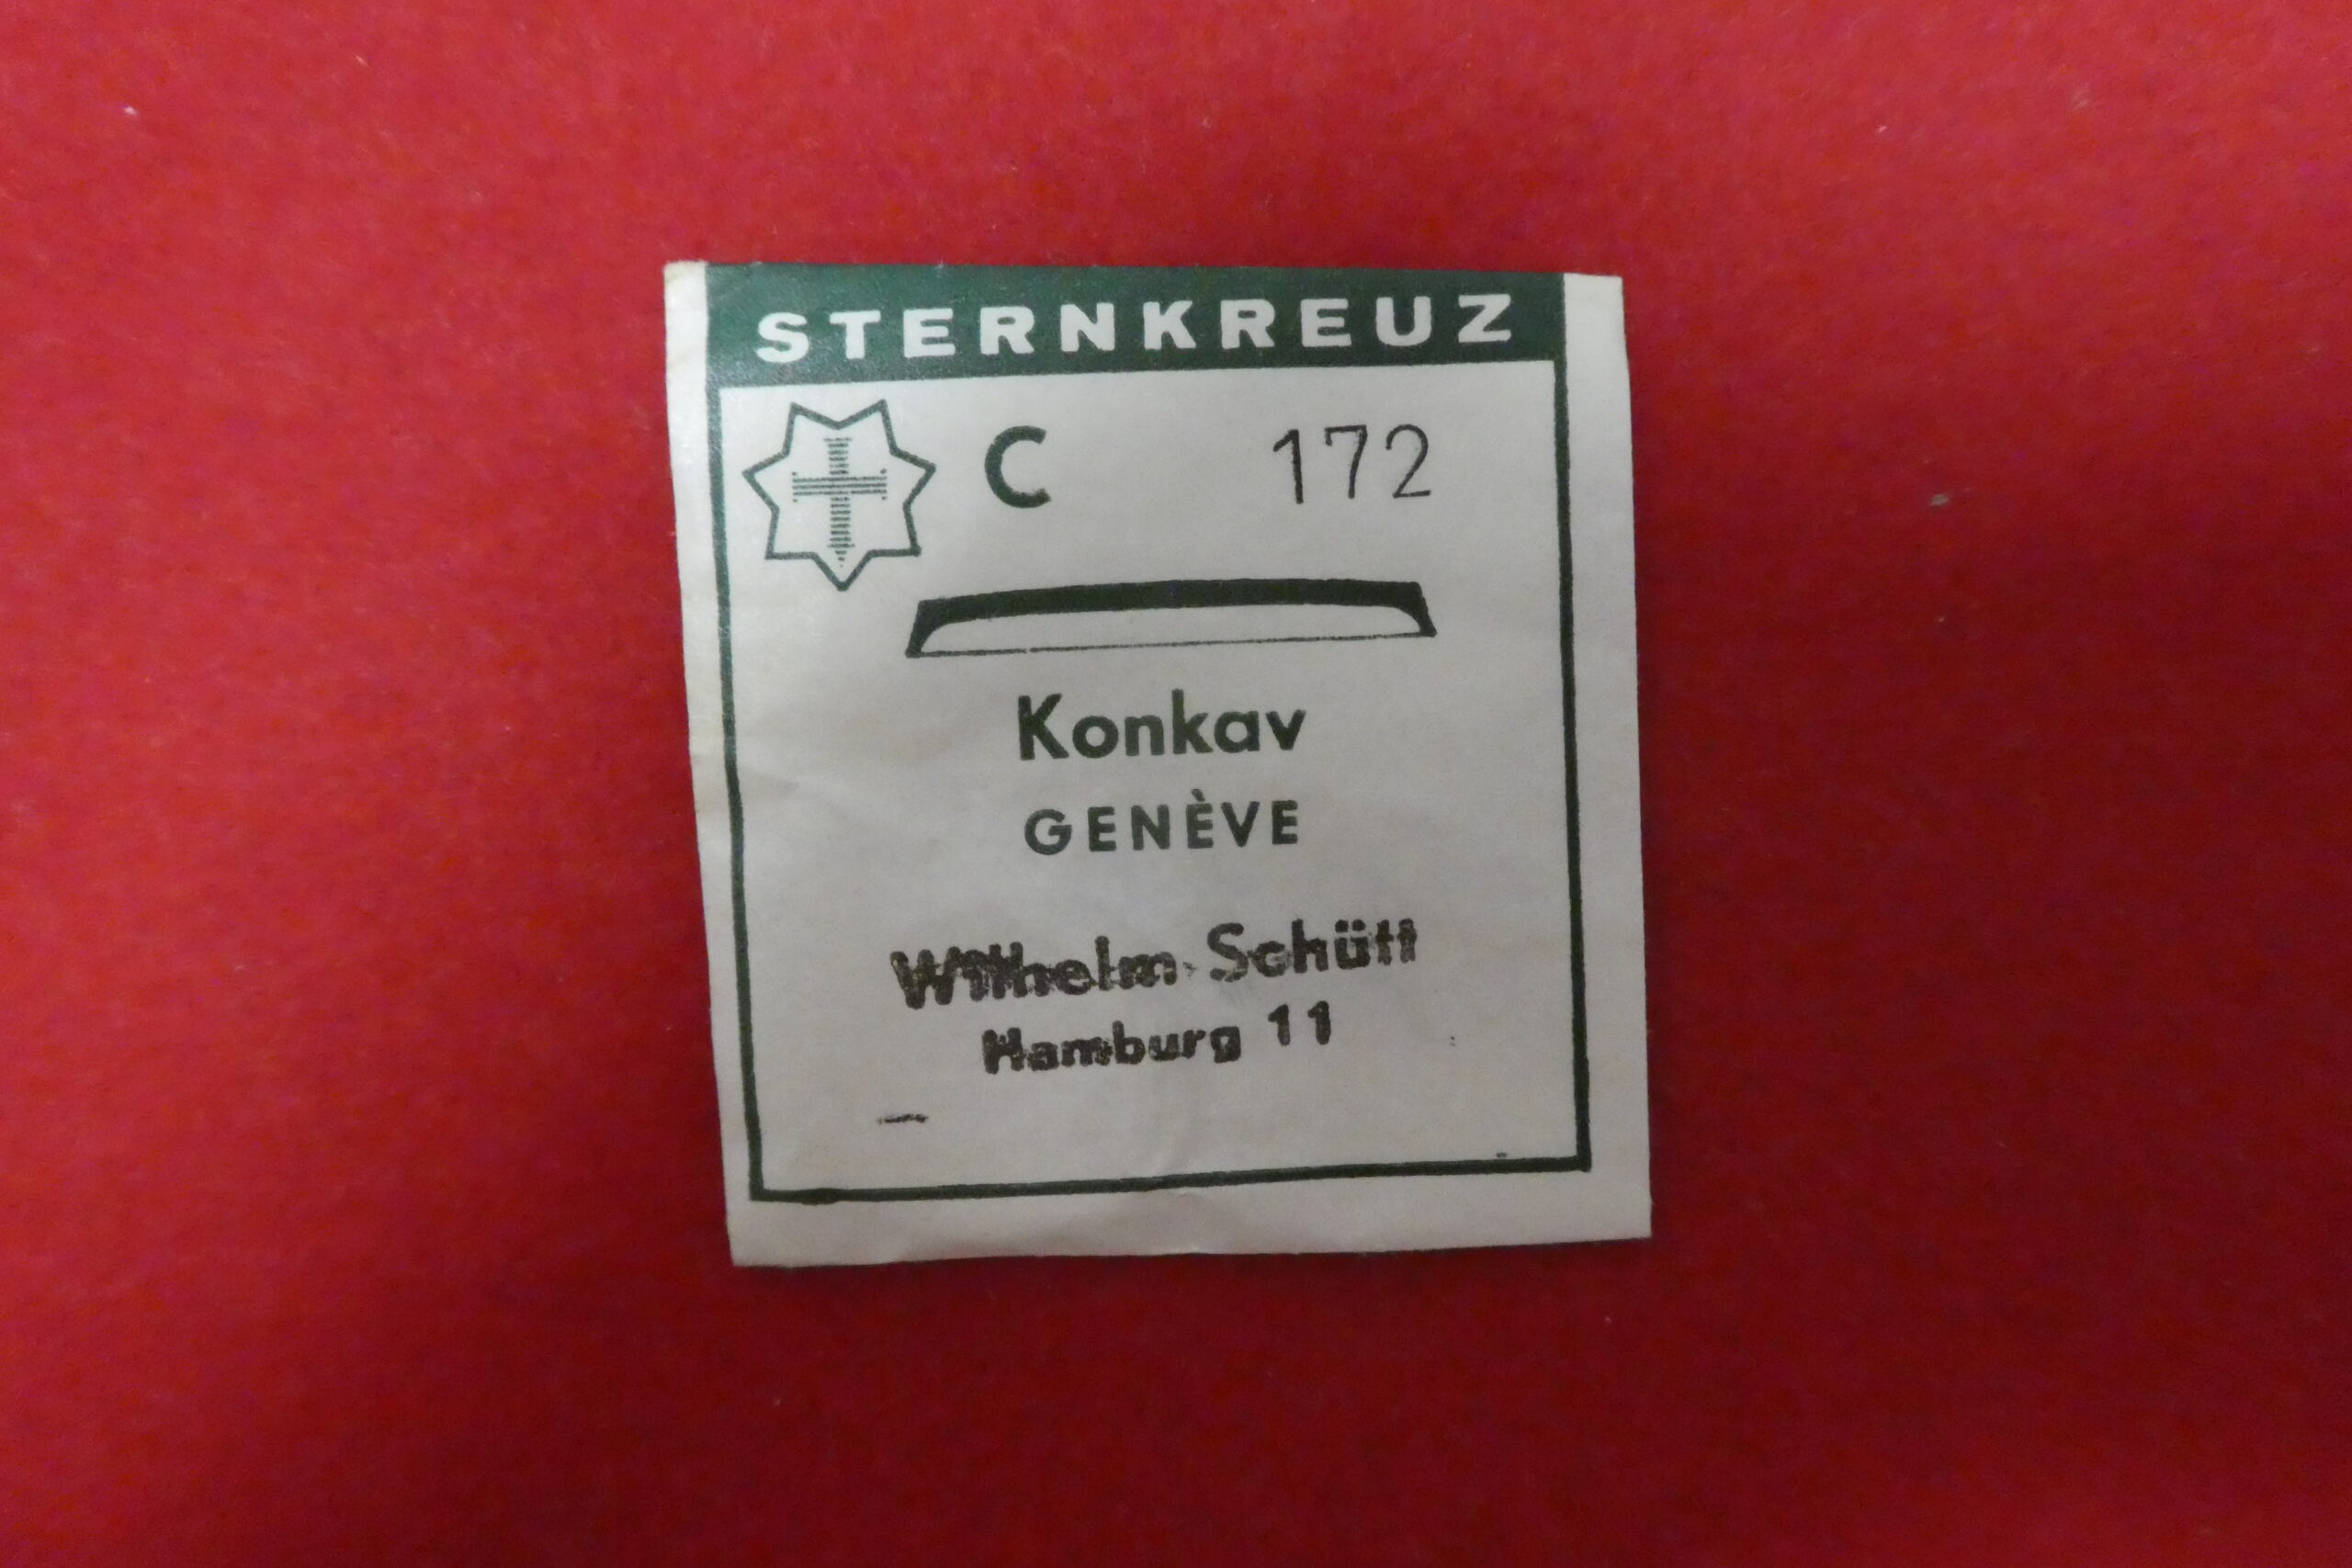 STERNKREUZ
C 172
Konkav
GENÈVE
Wilhelm Schütt
Hamburg 11